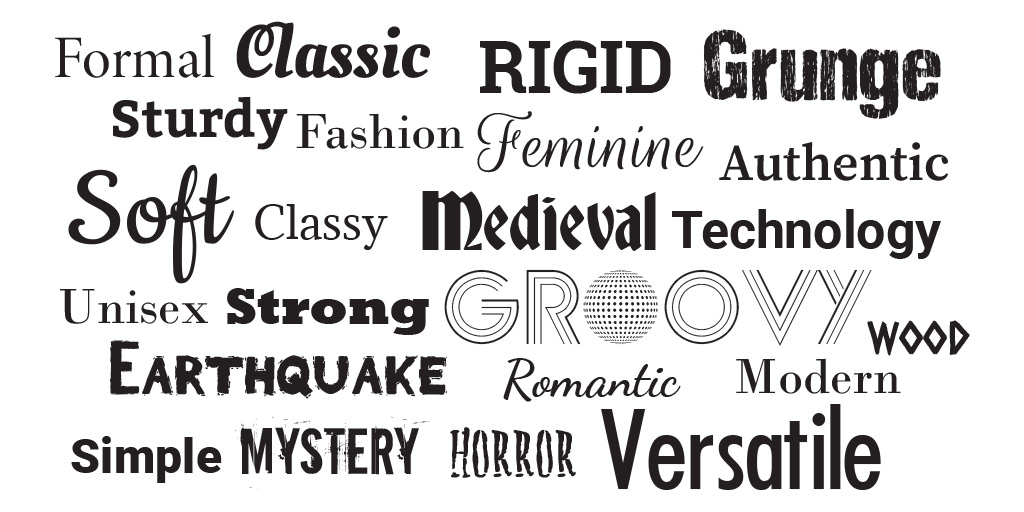 Formal Classic RIGID Grunge
Sturdy Fashion Feminine Authentic
Soft Classy Medieval Technology
Unisex Strong GROOVY WOOD
EARTHQUAKE Romantic Modern
Simple MYSTERY HORROR Versatile